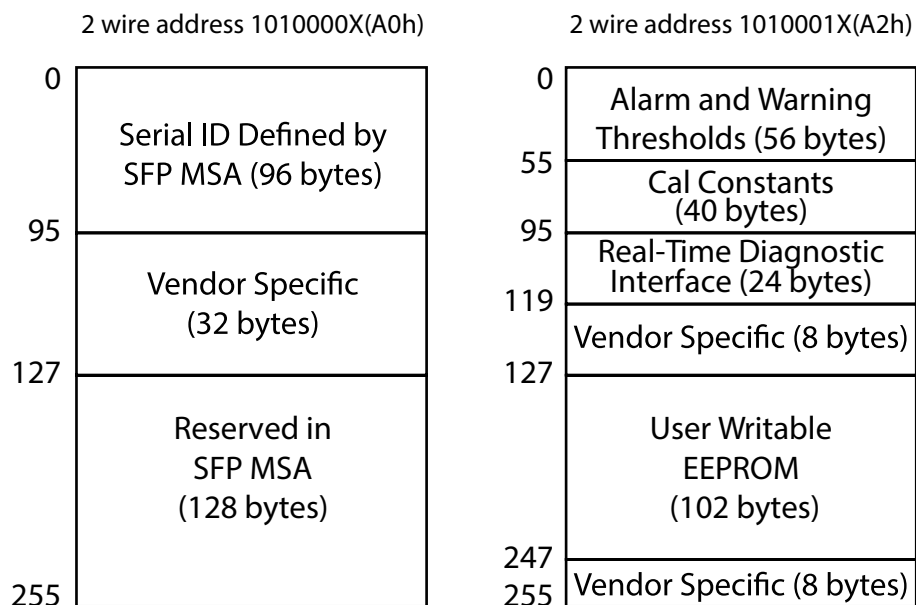 2 wire address 1010000X(A0h)
0
Serial ID Defined by
SFP MSA (96 bytes)
95
Vendor Specific
(32 bytes)
127
Reserved in
SFP MSA
(128 bytes)
255
2 wire address 1010001X(A2h)
0
Alarm and Warning
Thresholds (56 bytes)
55
Cal Constants
(40 bytes)
95
Real-Time Diagnostic
Interface (24 bytes)
119
Vendor Specific (8 bytes)
127
User Writable
EEPROM
(102 bytes)
247
Vendor Specific (8 bytes)
255